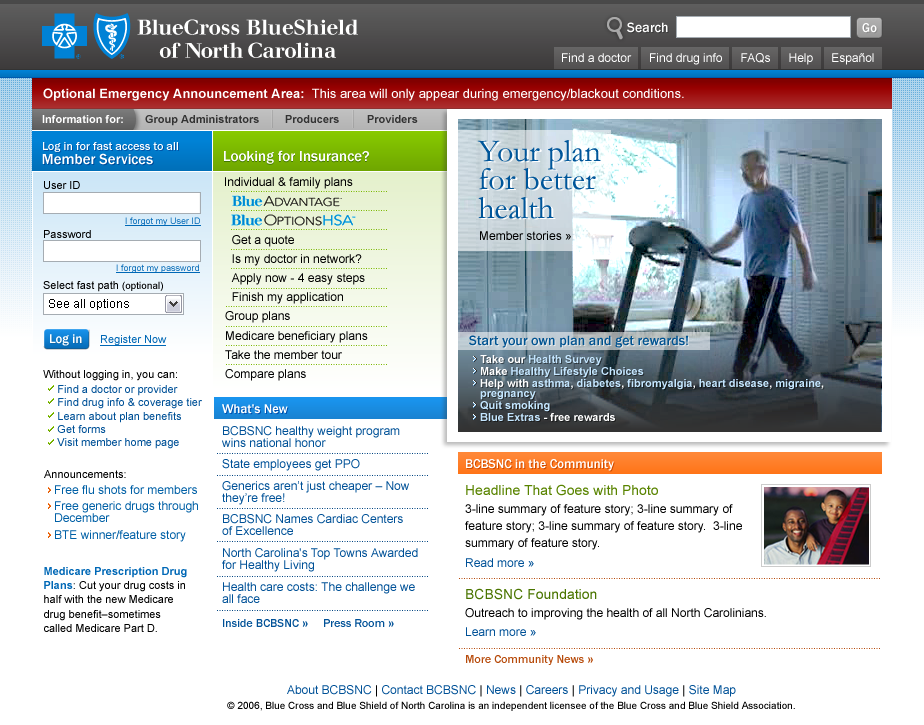 BlueCross BlueShield
of North Carolina
Search
Go
Find a doctor
Find drug info
FAQs
Help
Español
Optional Emergency Announcement Area: This area will only appear during emergency/blackout conditions.
Information for:
Group Administrators
Producers
Providers
Log in for fast access to all
Member Services
User ID
I forgot my User ID
Password
I forgot my password
Select fast path (optional)
See all options
Log in
Register Now
Without logging in, you can:
Find a doctor or provider
Find drug info & coverage tier
Learn about plan benefits
Get forms
Visit member home page
Announcements:
Free flu shots for members
Free generic drugs through
December
BTE winner/feature story
Medicare Prescription Drug
Plans: Cut your drug costs in
half with the new Medicare
drug benefit–sometimes
called Medicare Part D.
Looking for Insurance?
Individual & family plans
Blue ADVANTAGE
Blue OPTIONS HSA
Get a quote
Is my doctor in network?
Apply now - 4 easy steps
Finish my application
Group plans
Medicare beneficiary plans
Take the member tour
Compare plans
What's New
BCBSNC healthy weight program
wins national honor
State employees get PPO
Generics aren't just cheaper – Now
they're free!
BCBSNC Names Cardiac Centers
of Excellence
North Carolina's Top Towns Awarded
for Healthy Living
Health care costs: The challenge we
all face
Inside BCBSNC »
Press Room »
Your plan
for better
health
Member stories »
Start your own plan and get rewards!
Take our Health Survey
Make Healthy Lifestyle Choices
Help with asthma, diabetes, fibromyalgia, heart disease, migraine,
pregnancy
Quit smoking
Blue Extras - free rewards
BCBSNC in the Community
Headline That Goes with Photo
3-line summary of feature story; 3-line summary of
feature story; 3-line summary of feature story. 3-line
summary of feature story.
Read more »
BCBSNC Foundation
Outreach to improving the health of all North Carolinians.
Learn more »
More Community News »
About BCBSNC | Contact BCBSNC | News | Careers | Privacy and Usage | Site Map
© 2006, Blue Cross and Blue Shield of North Carolina is an independent licensee of the Blue Cross and Blue Shield Association.